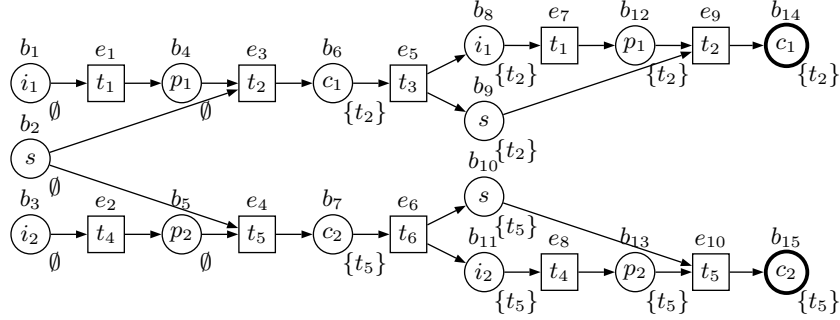 b8 e7 b12 e9 b14
i1 t1 p1 t2 c1
{t2} {t2} {t2}
b1 e1 b4 e3 b6 e5
i1 t1 p1 t2 c1 t3
∅ ∅ {t2}
b9
s
{t2}
b2
s
∅
b10
s
{t5}
b3 e2 b5 e4 b7 e6
i2 t4 p2 t5 c2 t6
∅ ∅ {t5}
b11 e8 b13 e10 b15
i2 t4 p2 t5 c2
{t5} {t5} {t5}